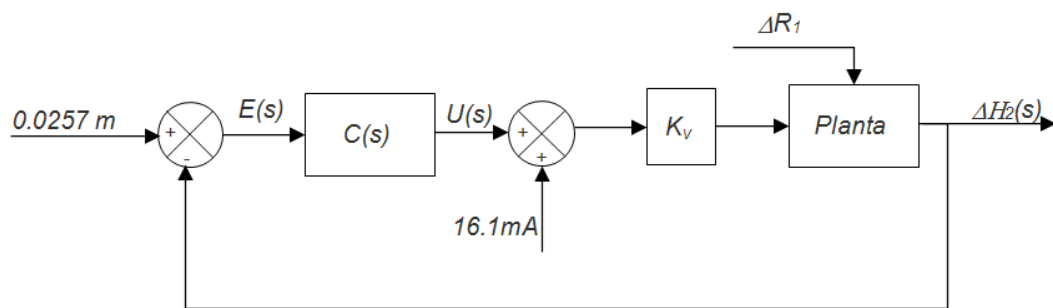 ΔR1
0.0257 m
E(s)
U(s)
ΔH2(s)
+
-
C(s)
+
+
Kv
Planta
16.1mA